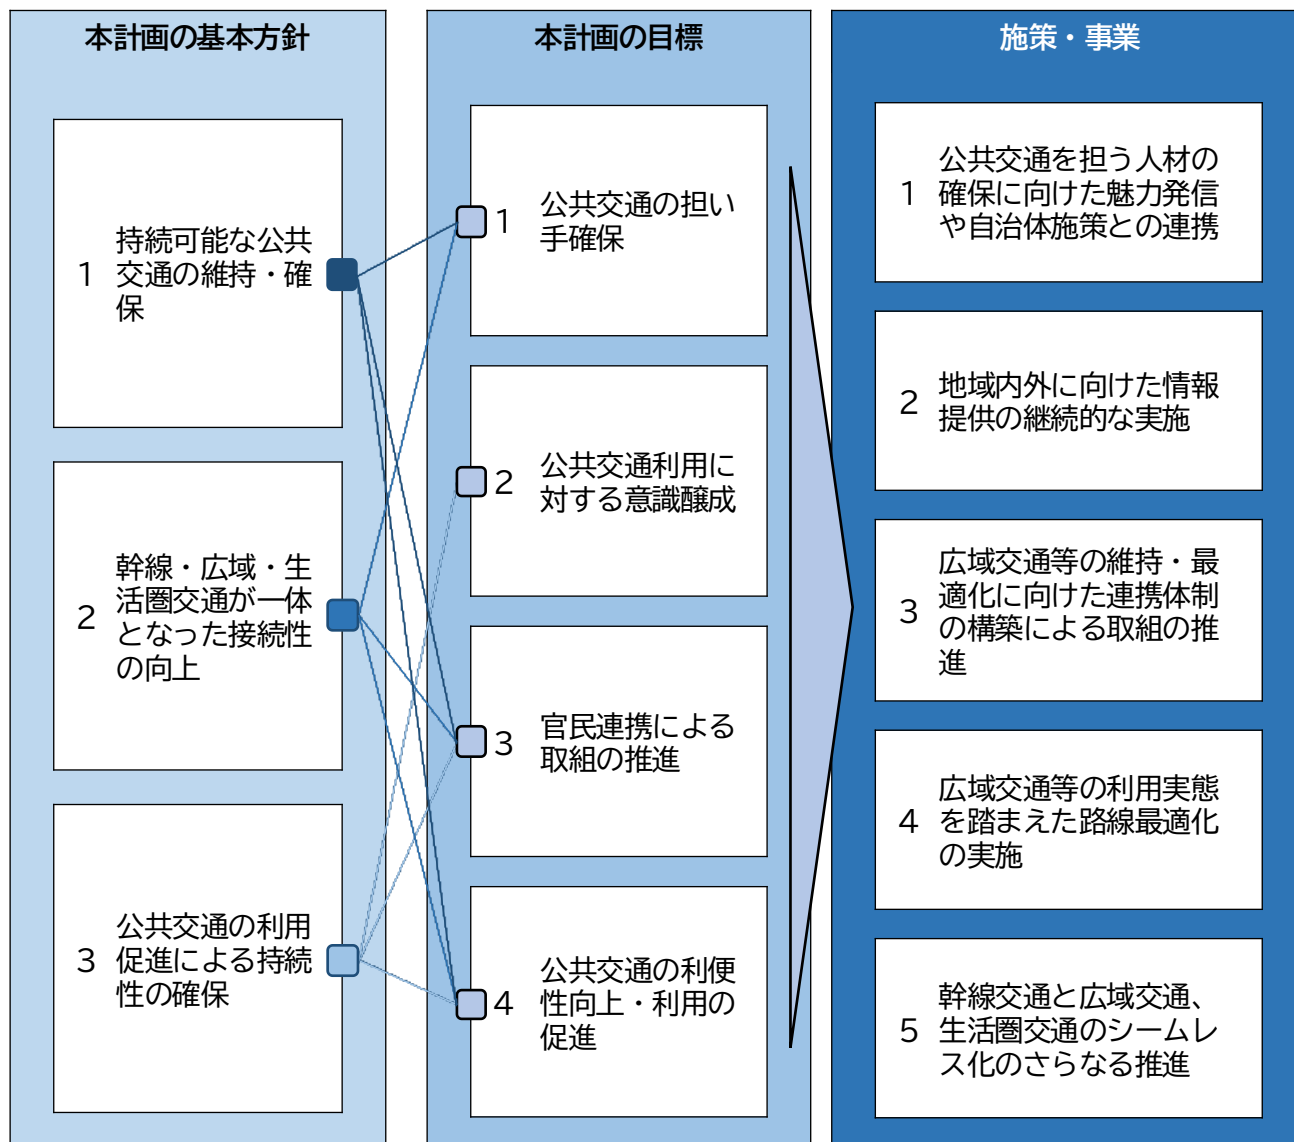 本計画の基本方針
1
持続可能な公共
交通の維持・確
保
2
幹線・広域・生
活圏交通が一体
となった接続性
の向上
3
公共交通の利用
促進による持続
性の確保
本計画の目標
1
公共交通の担い
手確保
2
公共交通利用に
対する意識醸成
3
官民連携による
取組の推進
4
公共交通の利便
性向上・利用の
促進
施策・事業
1
公共交通を担う人材の
確保に向けた魅力発信
や自治体施策との連携
2
地域内外に向けた情報
提供の継続的な実施
3
広域交通等の維持・最
適化に向けた連携体制
の構築による取組の推
進
4
広域交通等の利用実態
を踏まえた路線最適化
の実施
5
幹線交通と広域交通、
生活圏交通のシームレ
ス化のさらなる推進